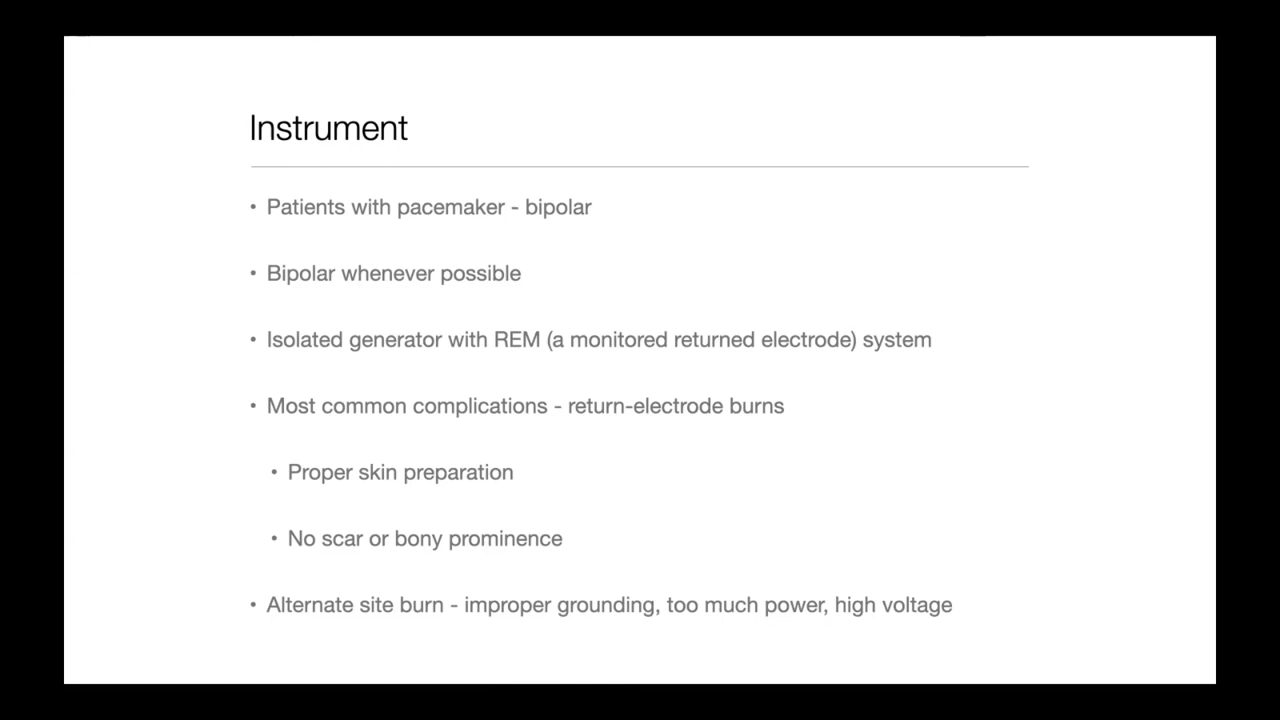 Instrument
• Patients with pacemaker - bipolar
• Bipolar whenever possible
• Isolated generator with REM (a monitored returned electrode) system
• Most common complications - return-electrode burns
• Proper skin preparation
• No scar or bony prominence
• Alternate site burn - improper grounding, too much power, high voltage